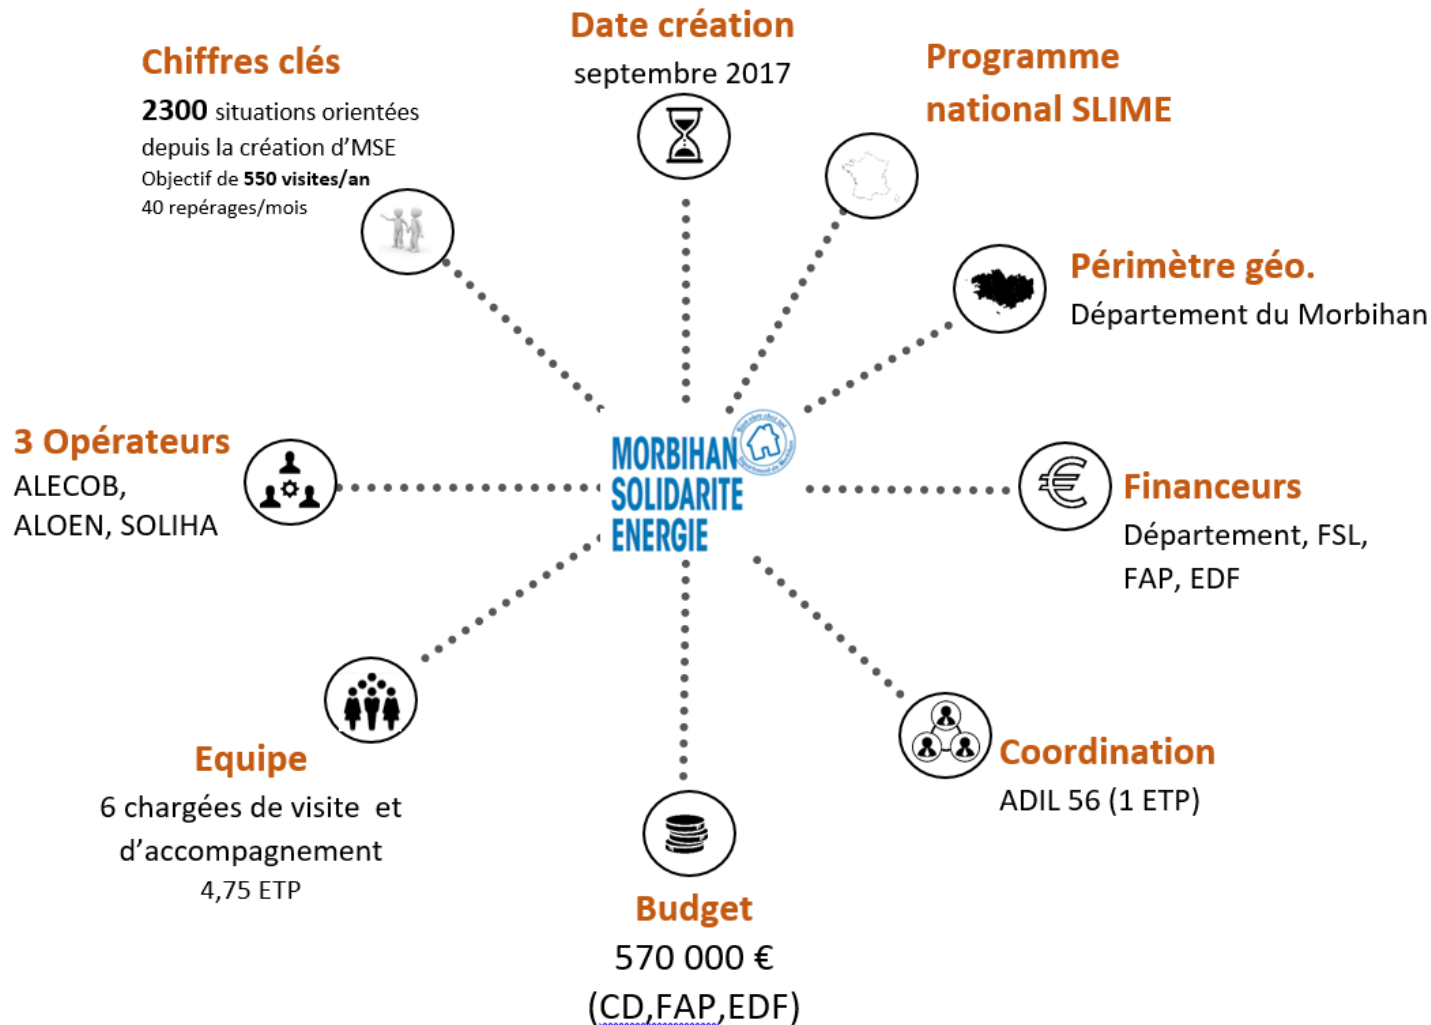 Date création
septembre 2017
Chiffres clés
2300 situations orientées
depuis la création d’MSE
Objectif de 550 visites/an
40 repérages/mois
Programme
national SLIME
Périmètre géo.
Département du Morbihan
3 Opérateurs
ALECOB,
ALOEN, SOLIHA
MORBIHAN
SOLIDARITE
ENERGIE
Financeurs
Département, FSL,
FAP, EDF
Equipe
6 chargées de visite et
d’accompagnement
4,75 ETP
Coordination
ADIL 56 (1 ETP)
Budget
570 000 €
(CD,FAP,EDF)